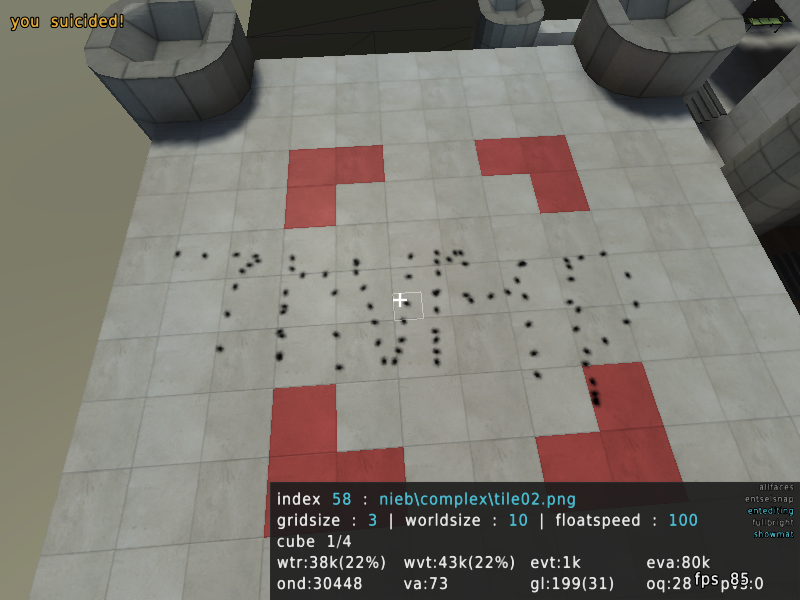 you suicided!
index 58 : nieb\complex\tile02.png
gridsize : 3 | worldsize : 10 | floatspeed : 100
cube 1/4
wtr:38k(22%) wvt:43k(22%) evt:1k eva:80k
ond:30448 va:73 gl:199(31) oq:28
allfaces
entselsnap
entediting
fullbright
showmat
fps 85